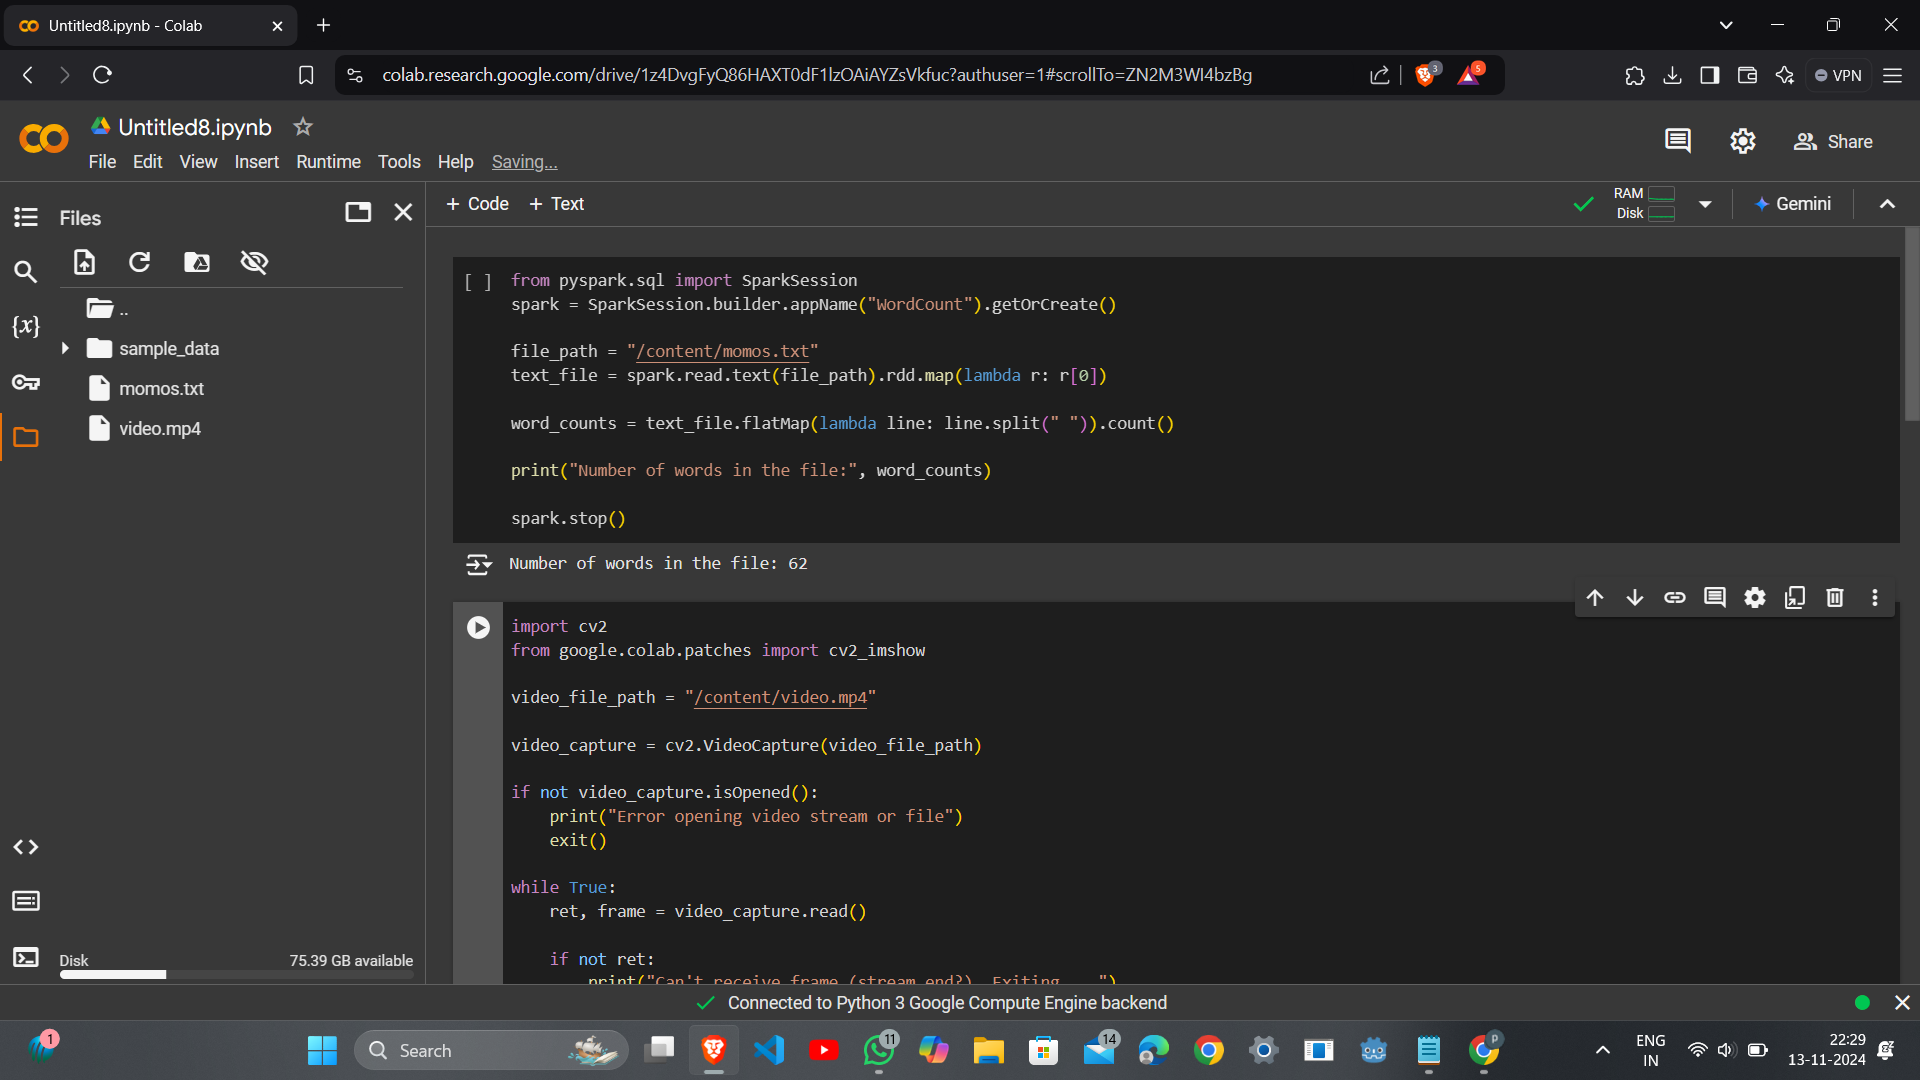 Untitled8.ipynb - Colab
colab.research.google.com/drive/1z4DvgFyQ86HAXT0dF1lzOAiAYZsVkfuc?authuser=1#scrollTo=ZN2M3WI4bzBg
3
5
VPN
Untitled8.ipynb
File Edit View Insert Runtime Tools Help Saving...
Share
Files
+ Code + Text
RAM
Disk
Gemini
..
sample_data
momos.txt
video.mp4
{x}
[ ] from pyspark.sql import SparkSession
spark = SparkSession.builder.appName("WordCount").getOrCreate()
file_path = "/content/momos.txt"
text_file = spark.read.text(file_path).rdd.map(lambda r: r[0])
word_counts = text_file.flatMap(lambda line: line.split(" ")).count()
print("Number of words in the file:", word_counts)
spark.stop()
Number of words in the file: 62
import cv2
from google.colab.patches import cv2_imshow
video_file_path = "/content/video.mp4"
video_capture = cv2.VideoCapture(video_file_path)
if not video_capture.isOpened():
    print("Error opening video stream or file")
    exit()
while True:
    ret, frame = video_capture.read()
    if not ret:
        print("Can't receive frame (stream end?). Exiting ...")
Disk 75.39 GB available
Connected to Python 3 Google Compute Engine backend
1
Search
11
14
P
ENG
IN
22:29
13-11-2024